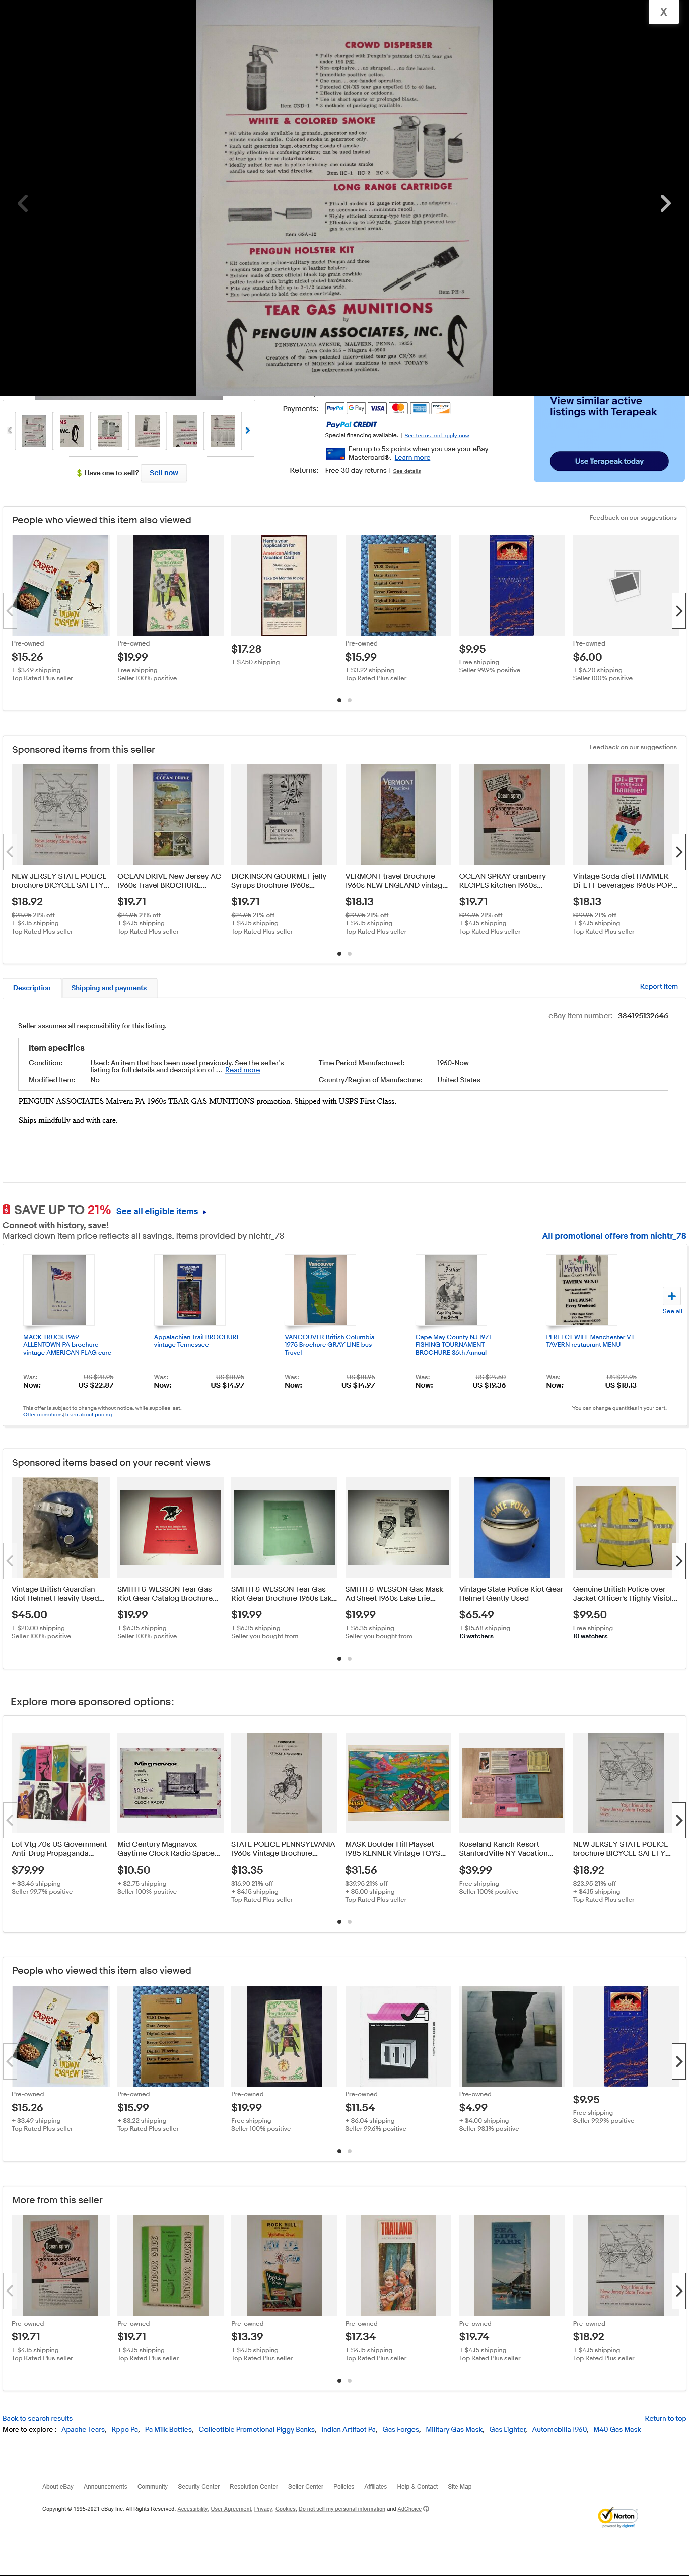 X
CROWD DISPERSER
Item CND-1
WHITE & COLORED SMOKE
Item HC-1 HC-2 HC-3
LONG RANGE CARTRIDGE
Item GRA-12
PENGUIN HOLSTER KIT
TEAR GAS MUNITIONS
by
PENGUIN ASSOCIATES, INC.
PENNSYLVANIA AVENUE, MALVERN, PENNA. 19355
Area Code 215 - Niagara 4-6000
Creators of the new-generation munitions
modern law enforcement officers to meet TODAY'S
law enforcement problems.
Payments:
PayPal G Pay VISA
PayPal CREDIT
Special financing available. | See terms and apply now
Earn up to 5x points when you use your eBay
Mastercard®. Learn more
Returns: Free 30 day returns | See details
View similar active
listings with Terapeak
Use Terapeak today
Have one to sell? Sell now
People who viewed this item also viewed
Feedback on our suggestions
Pre-owned
$15.26
+ $3.49 shipping
Top Rated Plus seller
Pre-owned
$19.99
Free shipping
Seller 100% positive
$17.28
+ $7.50 shipping
Pre-owned
$15.99
+ $3.22 shipping
Top Rated Plus seller
$9.95
Free shipping
Seller 99.9% positive
Pre-owned
$6.00
+ $6.20 shipping
Seller 100% positive
Sponsored items from this seller
Feedback on our suggestions
NEW JERSEY STATE POLICE
brochure BICYCLE SAFETY...
$18.92
$23.95 21% off
+ $4.15 shipping
Top Rated Plus seller
OCEAN DRIVE New Jersey AC
1960s Travel BROCHURE...
$19.71
$24.95 21% off
+ $4.15 shipping
Top Rated Plus seller
DICKINSON GOURMET jelly
Syrups Brochure 1960s...
$19.71
$24.95 21% off
+ $4.15 shipping
Top Rated Plus seller
VERMONT travel Brochure
1960s NEW ENGLAND vintag...
$18.13
$22.95 21% off
+ $4.15 shipping
Top Rated Plus seller
OCEAN SPRAY cranberry
RECIPES kitchen 1960s...
$19.71
$24.95 21% off
+ $4.15 shipping
Top Rated Plus seller
Vintage Soda diet HAMMER
Di-ETT beverages 1960s POP...
$18.13
$22.95 21% off
+ $4.15 shipping
Top Rated Plus seller
Description Shipping and payments
Report item
eBay item number: 384195132646
Seller assumes all responsibility for this listing.
Item specifics
Condition: Used: An item that has been used previously. See the seller's
listing for full details and description of ... Read more
Time Period Manufactured: 1960-Now
Modified Item: No
Country/Region of Manufacture: United States
PENGUIN ASSOCIATES Malvern PA 1960s TEAR GAS MUNITIONS promotion. Shipped with USPS First Class.
Ships mindfully and with care.
SAVE UP TO 21% See all eligible items ▸
Connect with history, save!
Marked down item price reflects all savings. Items provided by nichtr_78
All promotional offers from nichtr_78
MACK TRUCK 1969
ALLENTOWN PA brochure
vintage AMERICAN FLAG care
Was: US $28.95
Now: US $22.87
Appalachian Trail BROCHURE
vintage Tennessee
Was: US $18.95
Now: US $14.97
VANCOUVER British Columbia
1975 Brochure GRAY LINE bus
Travel
Was: US $18.95
Now: US $14.97
Cape May County NJ 1971
FISHING TOURNAMENT
BROCHURE 36th Annual
Was: US $24.50
Now: US $19.36
PERFECT WIFE Manchester VT
TAVERN restaurant MENU
Was: US $22.95
Now: US $18.13
See all
This offer is subject to change without notice, while supplies last.
Offer conditions|Learn about pricing
You can change quantities in your cart.
Sponsored items based on your recent views
Vintage British Guardian
Riot Helmet Heavily Used...
$45.00
+ $20.00 shipping
Seller 100% positive
SMITH & WESSON Tear Gas
Riot Gear Catalog Brochure...
$19.99
+ $6.35 shipping
Seller 100% positive
SMITH & WESSON Tear Gas
Riot Gear Brochure 1960s Lak...
$19.99
+ $6.35 shipping
Seller you bought from
SMITH & WESSON Gas Mask
Ad Sheet 1960s Lake Erie...
$19.99
+ $6.35 shipping
Seller you bought from
Vintage State Police Riot Gear
Helmet Gently Used
$65.49
+ $15.68 shipping
13 watchers
Genuine British Police over
Jacket Officer's Highly Visibl...
$99.50
Free shipping
10 watchers
Explore more sponsored options:
Lot Vtg 70s US Government
Anti-Drug Propaganda...
$79.99
+ $3.46 shipping
Seller 99.7% positive
Mid Century Magnavox
Gaytime Clock Radio Space...
$10.50
+ $2.75 shipping
Seller 100% positive
STATE POLICE PENNSYLVANIA
1960s Vintage Brochure...
$13.35
$16.90 21% off
+ $4.15 shipping
Top Rated Plus seller
MASK Boulder Hill Playset
1985 KENNER Vintage TOYS...
$31.56
$39.95 21% off
+ $5.00 shipping
Top Rated Plus seller
Roseland Ranch Resort
StanfordVille NY Vacation...
$39.99
Free shipping
Seller 100% positive
NEW JERSEY STATE POLICE
brochure BICYCLE SAFETY...
$18.92
$23.95 21% off
+ $4.15 shipping
Top Rated Plus seller
People who viewed this item also viewed
Pre-owned
$15.26
+ $3.49 shipping
Top Rated Plus seller
Pre-owned
$15.99
+ $3.22 shipping
Top Rated Plus seller
Pre-owned
$19.99
Free shipping
Seller 100% positive
Pre-owned
$11.54
+ $6.04 shipping
Seller 99.6% positive
Pre-owned
$4.99
+ $4.00 shipping
Seller 98.1% positive
$9.95
Free shipping
Seller 99.9% positive
More from this seller
Pre-owned
$19.71
+ $4.15 shipping
Top Rated Plus seller
Pre-owned
$19.71
+ $4.15 shipping
Top Rated Plus seller
Pre-owned
$13.39
+ $4.15 shipping
Top Rated Plus seller
Pre-owned
$17.34
+ $4.15 shipping
Top Rated Plus seller
Pre-owned
$19.74
+ $4.15 shipping
Top Rated Plus seller
Pre-owned
$18.92
+ $4.15 shipping
Top Rated Plus seller
Back to search results
Return to top
More to explore : Apache Tears, Rppc Pa, Pa Milk Bottles, Collectible Promotional Piggy Banks, Indian Artifact Pa, Gas Forges, Military Gas Mask, Gas Lighter, Automobilia 1960, M40 Gas Mask
About eBay Announcements Community Security Center Resolution Center Seller Center Policies Affiliates Help & Contact Site Map
Copyright © 1995-2021 eBay Inc. All Rights Reserved. Accessibility, User Agreement, Privacy, Cookies, Do not sell my personal information and AdChoice
Norton
powered by digicert